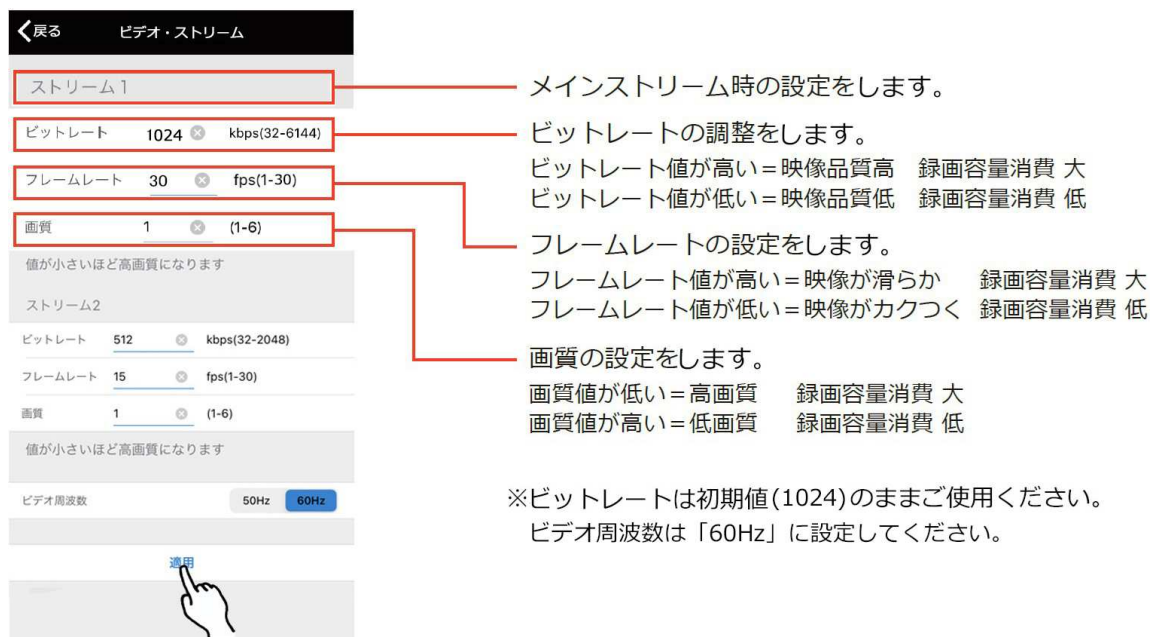 戻る ビデオ・ストリーム
ストリーム1
ビットレート 1024 kbps(32-6144)
フレームレート 30 fps(1-30)
画質 1 (1-6)
値が小さいほど高画質になります
ストリーム2
ビットレート 512 kbps(32-2048)
フレームレート 15 fps(1-30)
画質 1 (1-6)
値が小さいほど高画質になります
ビデオ周波数 50Hz 60Hz
適用
メインストリーム時の設定をします。
ビットレートの調整をします。
ビットレート値が高い＝映像品質高 録画容量消費 大
ビットレート値が低い＝映像品質低 録画容量消費 低
フレームレートの設定をします。
フレームレート値が高い＝映像が滑らか 録画容量消費 大
フレームレート値が低い＝映像がカクつく 録画容量消費 低
画質の設定をします。
画質値が低い＝高画質 録画容量消費 大
画質値が高い＝低画質 録画容量消費 低
※ビットレートは初期値(1024)のままご使用ください。
ビデオ周波数は「60Hz」に設定してください。